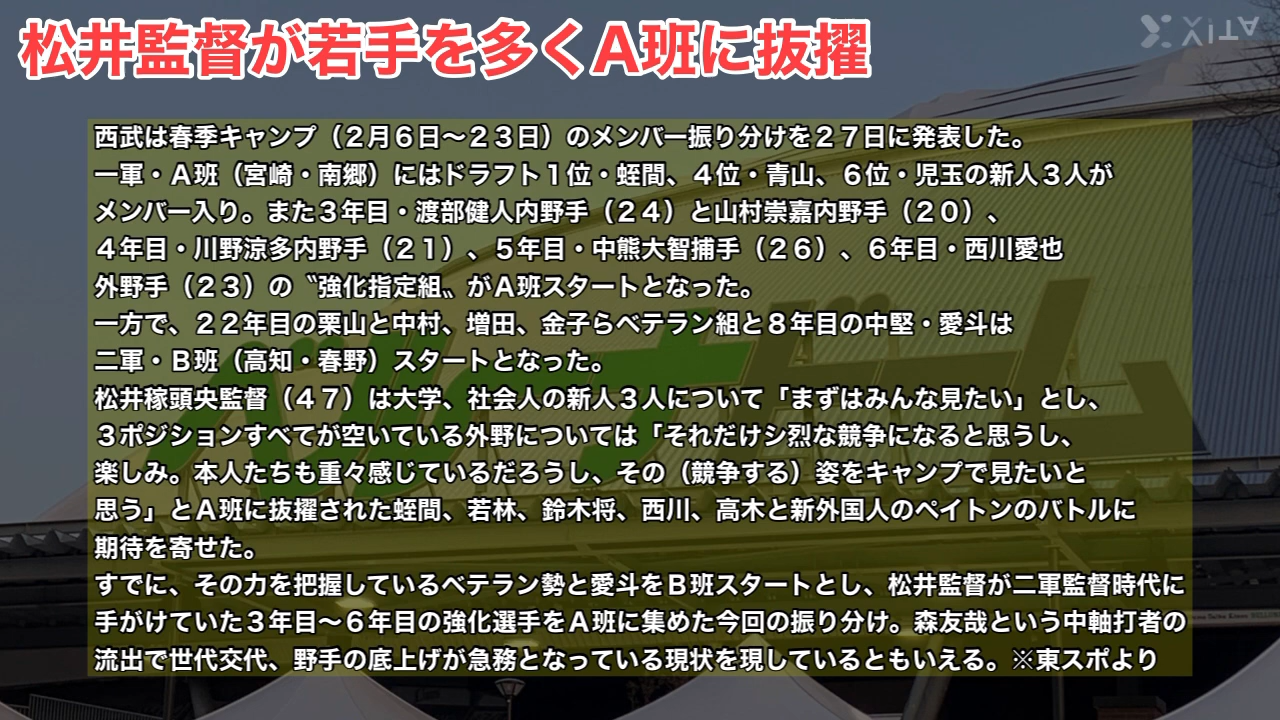 松井監督が若手を多くA班に抜擢
XIT∀
西武は春季キャンプ（２月６日～２３日）のメンバー振り分けを２７日に発表した。
一軍・Ａ班（宮崎・南郷）にはドラフト１位・蛭間、４位・青山、６位・児玉の新人３人が
メンバー入り。また３年目・渡部健人内野手（２４）と山村崇嘉内野手（２０）、
４年目・川野涼多内野手（２１）、５年目・中熊大智捕手（２６）、６年目・西川愛也
外野手（２３）の〝強化指定組〟がＡ班スタートとなった。
一方で、２２年目の栗山と中村、増田、金子らベテラン組と８年目の中堅・愛斗は
二軍・Ｂ班（高知・春野）スタートとなった。
松井稼頭央監督（４７）は大学、社会人の新人３人について「まずはみんな見たい」とし、
３ポジションすべてが空いている外野については「それだけシ烈な競争になると思うし、
楽しみ。本人たちも重々感じているだろうし、その（競争する）姿をキャンプで見たいと
思う」とＡ班に抜擢された蛭間、若林、鈴木将、西川、高木と新外国人のペイトンのバトルに
期待を寄せた。
すでに、その力を把握しているベテラン勢と愛斗をＢ班スタートとし、松井監督が二軍監督時代に
手がけていた３年目～６年目の強化選手をＡ班に集めた今回の振り分け。森友哉という中軸打者の
流出で世代交代、野手の底上げが急務となっている現状を現しているともいえる。※東スポより